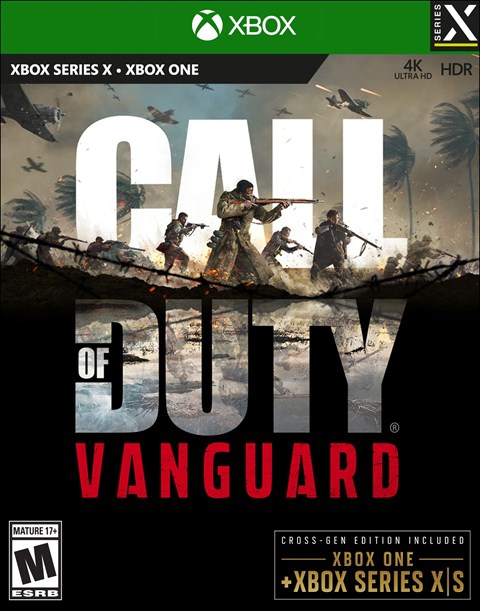 XBOX
SERIES X
XBOX SERIES X • XBOX ONE
4K
ULTRA HD
HDR
CALL
OF DUTY®
VANGUARD
MATURE 17+
M
ESRB
CROSS-GEN EDITION INCLUDED
XBOX ONE
+XBOX SERIES X|S